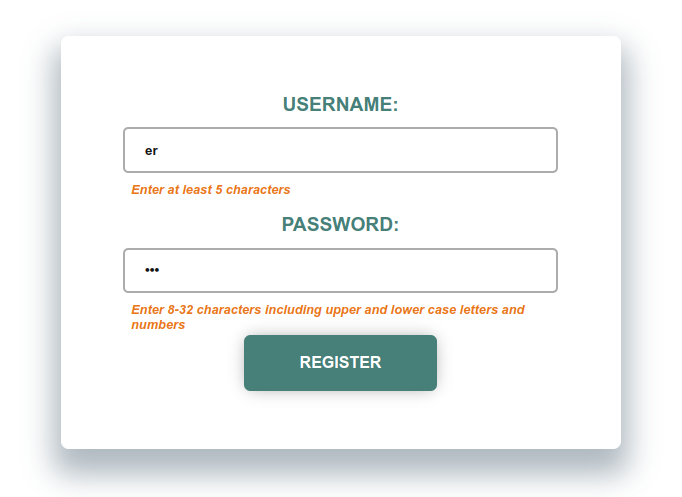 USERNAME:
er
Enter at least 5 characters
PASSWORD:
•••
Enter 8-32 characters including upper and lower case letters and
numbers
REGISTER